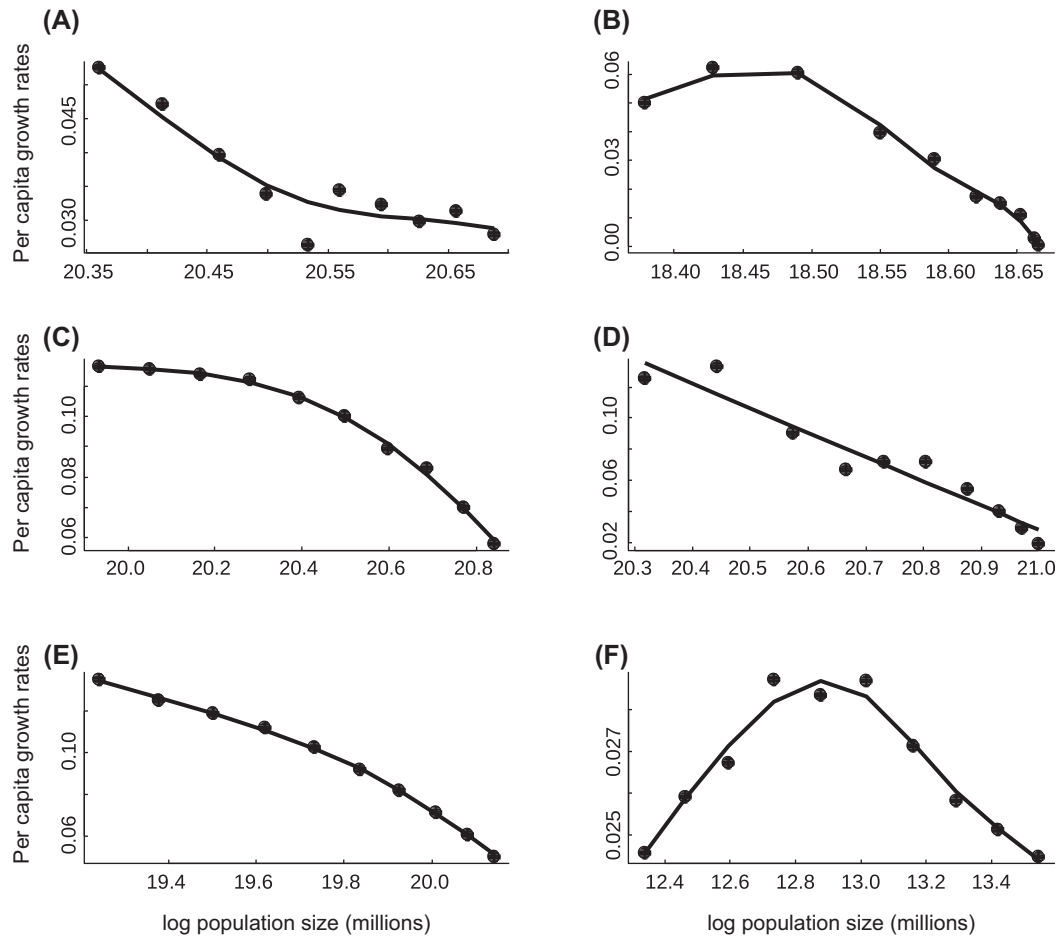 (A)
Per capita growth rates
0.045
0.030
20.35 20.45 20.55 20.65
(B)
0.06
0.03
0.00
18.40 18.45 18.50 18.55 18.60 18.65
(C)
Per capita growth rates
0.10
0.08
0.06
20.0 20.2 20.4 20.6 20.8
(D)
0.10
0.06
0.02
20.3 20.4 20.5 20.6 20.7 20.8 20.9 21.0
(E)
Per capita growth rates
0.10
0.06
19.4 19.6 19.8 20.0
log population size (millions)
(F)
0.027
0.025
12.4 12.6 12.8 13.0 13.2 13.4
log population size (millions)